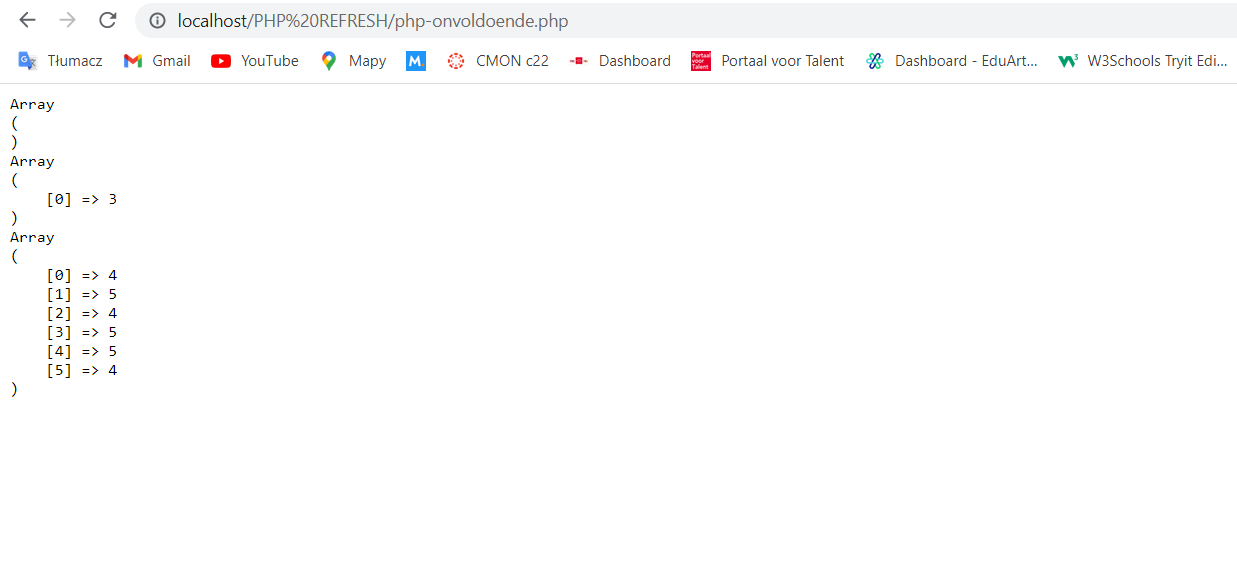 localhost/PHP%20REFRESH/php-onvoldoende.php
Tłumacz Gmail YouTube Mapy M. CMON c22 Dashboard Portaal voor Talent Portaal voor Talent Dashboard - EduArt... W3Schools Tryit Edi...
Array
(
)
Array
(
    [0] => 3
)
Array
(
    [0] => 4
    [1] => 5
    [2] => 4
    [3] => 5
    [4] => 5
    [5] => 4
)